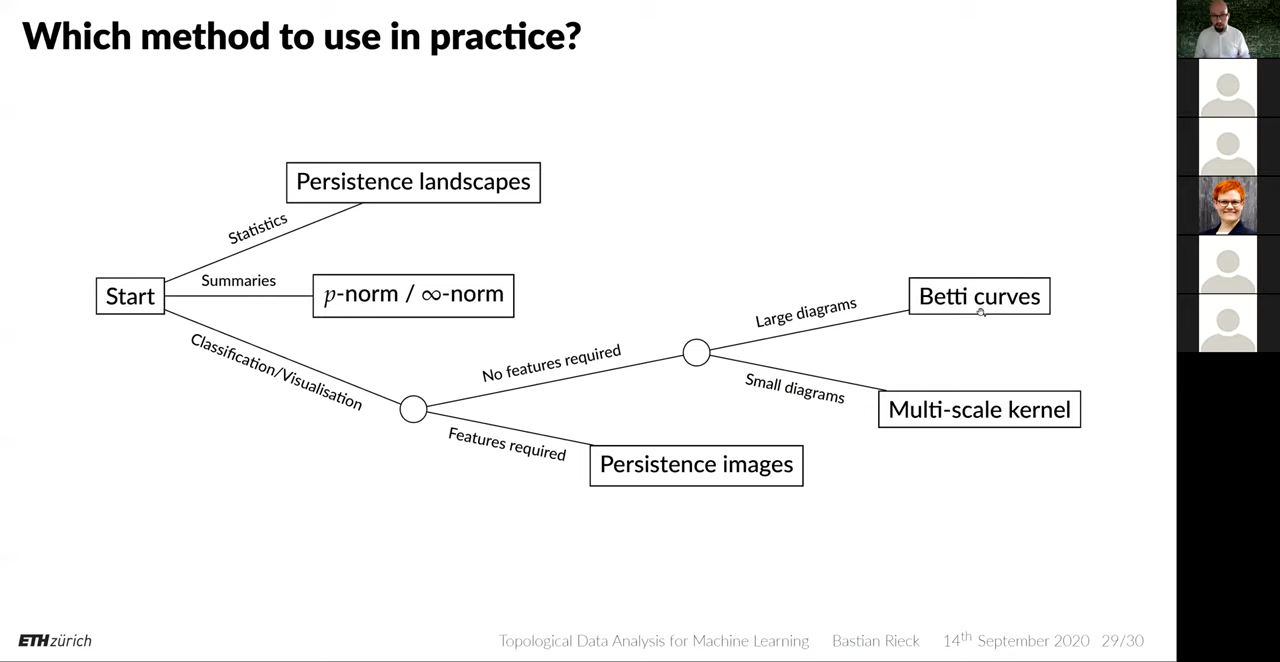 Which method to use in practice?
Persistence landscapes
Statistics
Summaries
Start
p-norm / ∞-norm
Classification/Visualisation
No features required
Features required
Large diagrams
Betti curves
Small diagrams
Multi-scale kernel
Persistence images
ETH zürich
Topological Data Analysis for Machine Learning Bastian Rieck 14th September 2020 29/30